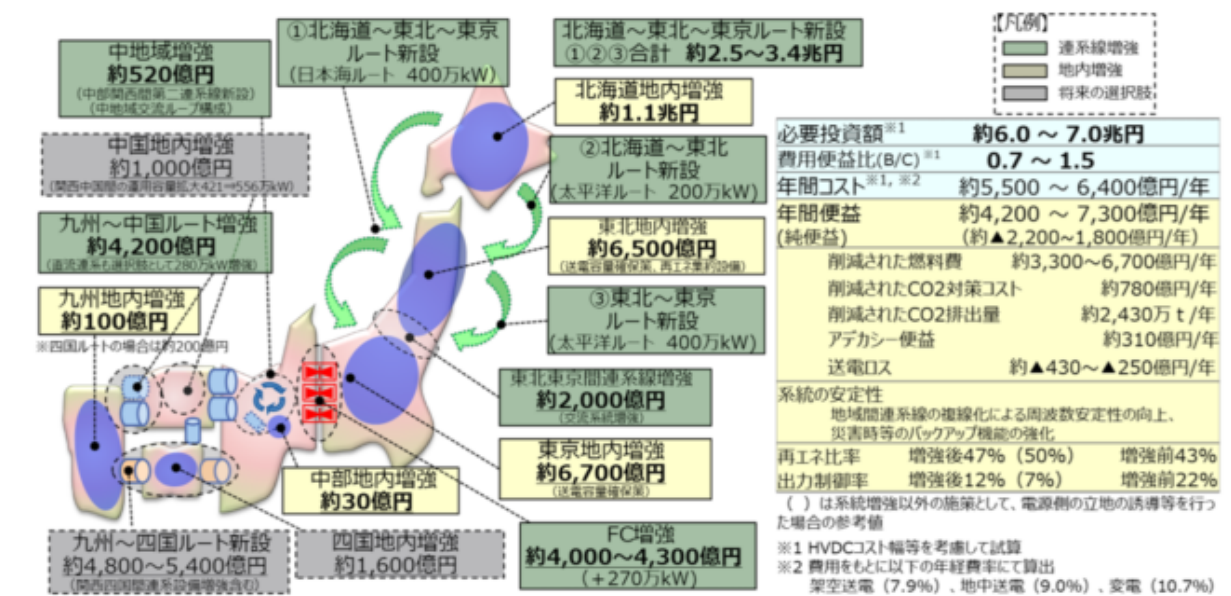 ①北海道～東北～東京
ルート新設
(日本海ルート 400万kW)
北海道～東北～東京ルート新設
①②③合計 約2.5～3.4兆円
【凡例】
連系線増強
地内増強
将来の選択肢
中地域増強
約520億円
(中部関西間第二連系線新設)
(中地域交流ループ構成)
北海道地内増強
約1.1兆円
中国地内増強
約1,000億円
(関西中国間の運用容量拡大421⇒556万kW)
②北海道～東北
ルート新設
(太平洋ルート 200万kW)
九州～中国ルート増強
約4,200億円
(直流連系も選択肢として280万kW増強)
東北地内増強
約6,500億円
(送電容量確保策、再エネ集約設備)
九州地内増強
約100億円
※四国ルートの場合は約200億円
③東北～東京
ルート新設
(太平洋ルート 400万kW)
東北東京間連系線増強
約2,000億円
(交流系統増強)
東京地内増強
約6,700億円
(送電容量確保策)
中部地内増強
約30億円
九州～四国ルート新設
約4,800～5,400億円
(関西四国間連系設備増強含む)
四国地内増強
約1,600億円
FC増強
約4,000～4,300億円
(+270万kW)
必要投資額※1 約6.0 ～ 7.0兆円
費用便益比(B/C)※1 0.7 ～ 1.5
年間コスト※1, ※2 約5,500 ～ 6,400億円/年
年間便益 約4,200 ～ 7,300億円/年
(純便益) (約▲2,200~1,800億円/年)
削減された燃料費 約3,300～6,700億円/年
削減されたCO2対策コスト 約780億円/年
削減されたCO2排出量 約2,430万ｔ/年
アデカシー便益 約310億円/年
送電ロス 約▲430～▲250億円/年
系統の安定性
地域間連系線の複線化による周波数安定性の向上、
災害時等のバックアップ機能の強化
再エネ比率 増強後47% (50%) 増強前43%
出力制御率 増強後12% (7%) 増強前22%
( ) は系統増強以外の施策として、電源側の立地の誘導等を行っ
た場合の参考値
※1 HVDCコスト幅等を考慮して試算
※2 費用をもとに以下の年経費率にて算出
架空送電 (7.9%) 、地中送電 (9.0%) 、変電 (10.7%)